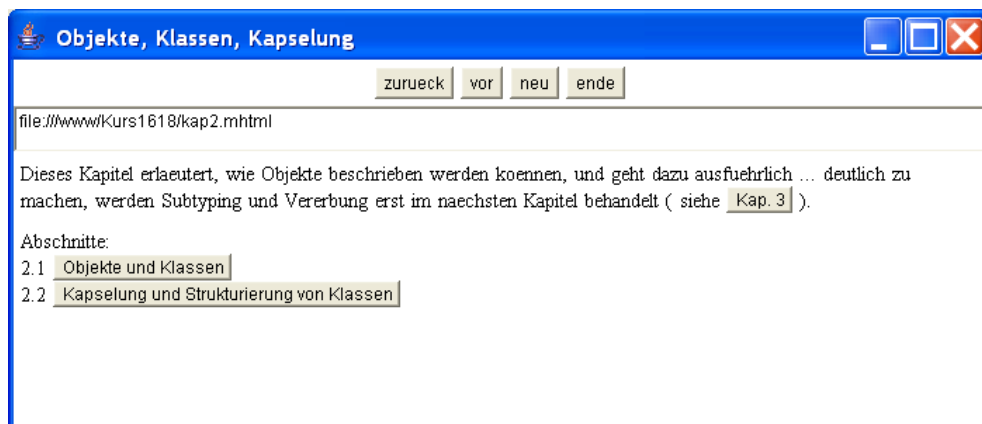 Objekte, Klassen, Kapselung
zurueck vor neu ende
file:///www/Kurs1618/kap2.mhtml
Dieses Kapitel erlaeutert, wie Objekte beschrieben werden koennen, und geht dazu ausfuehrlich ... deutlich zu
machen, werden Subtyping und Vererbung erst im naechsten Kapitel behandelt ( siehe Kap. 3 ).
Abschnitte:
2.1 Objekte und Klassen
2.2 Kapselung und Strukturierung von Klassen